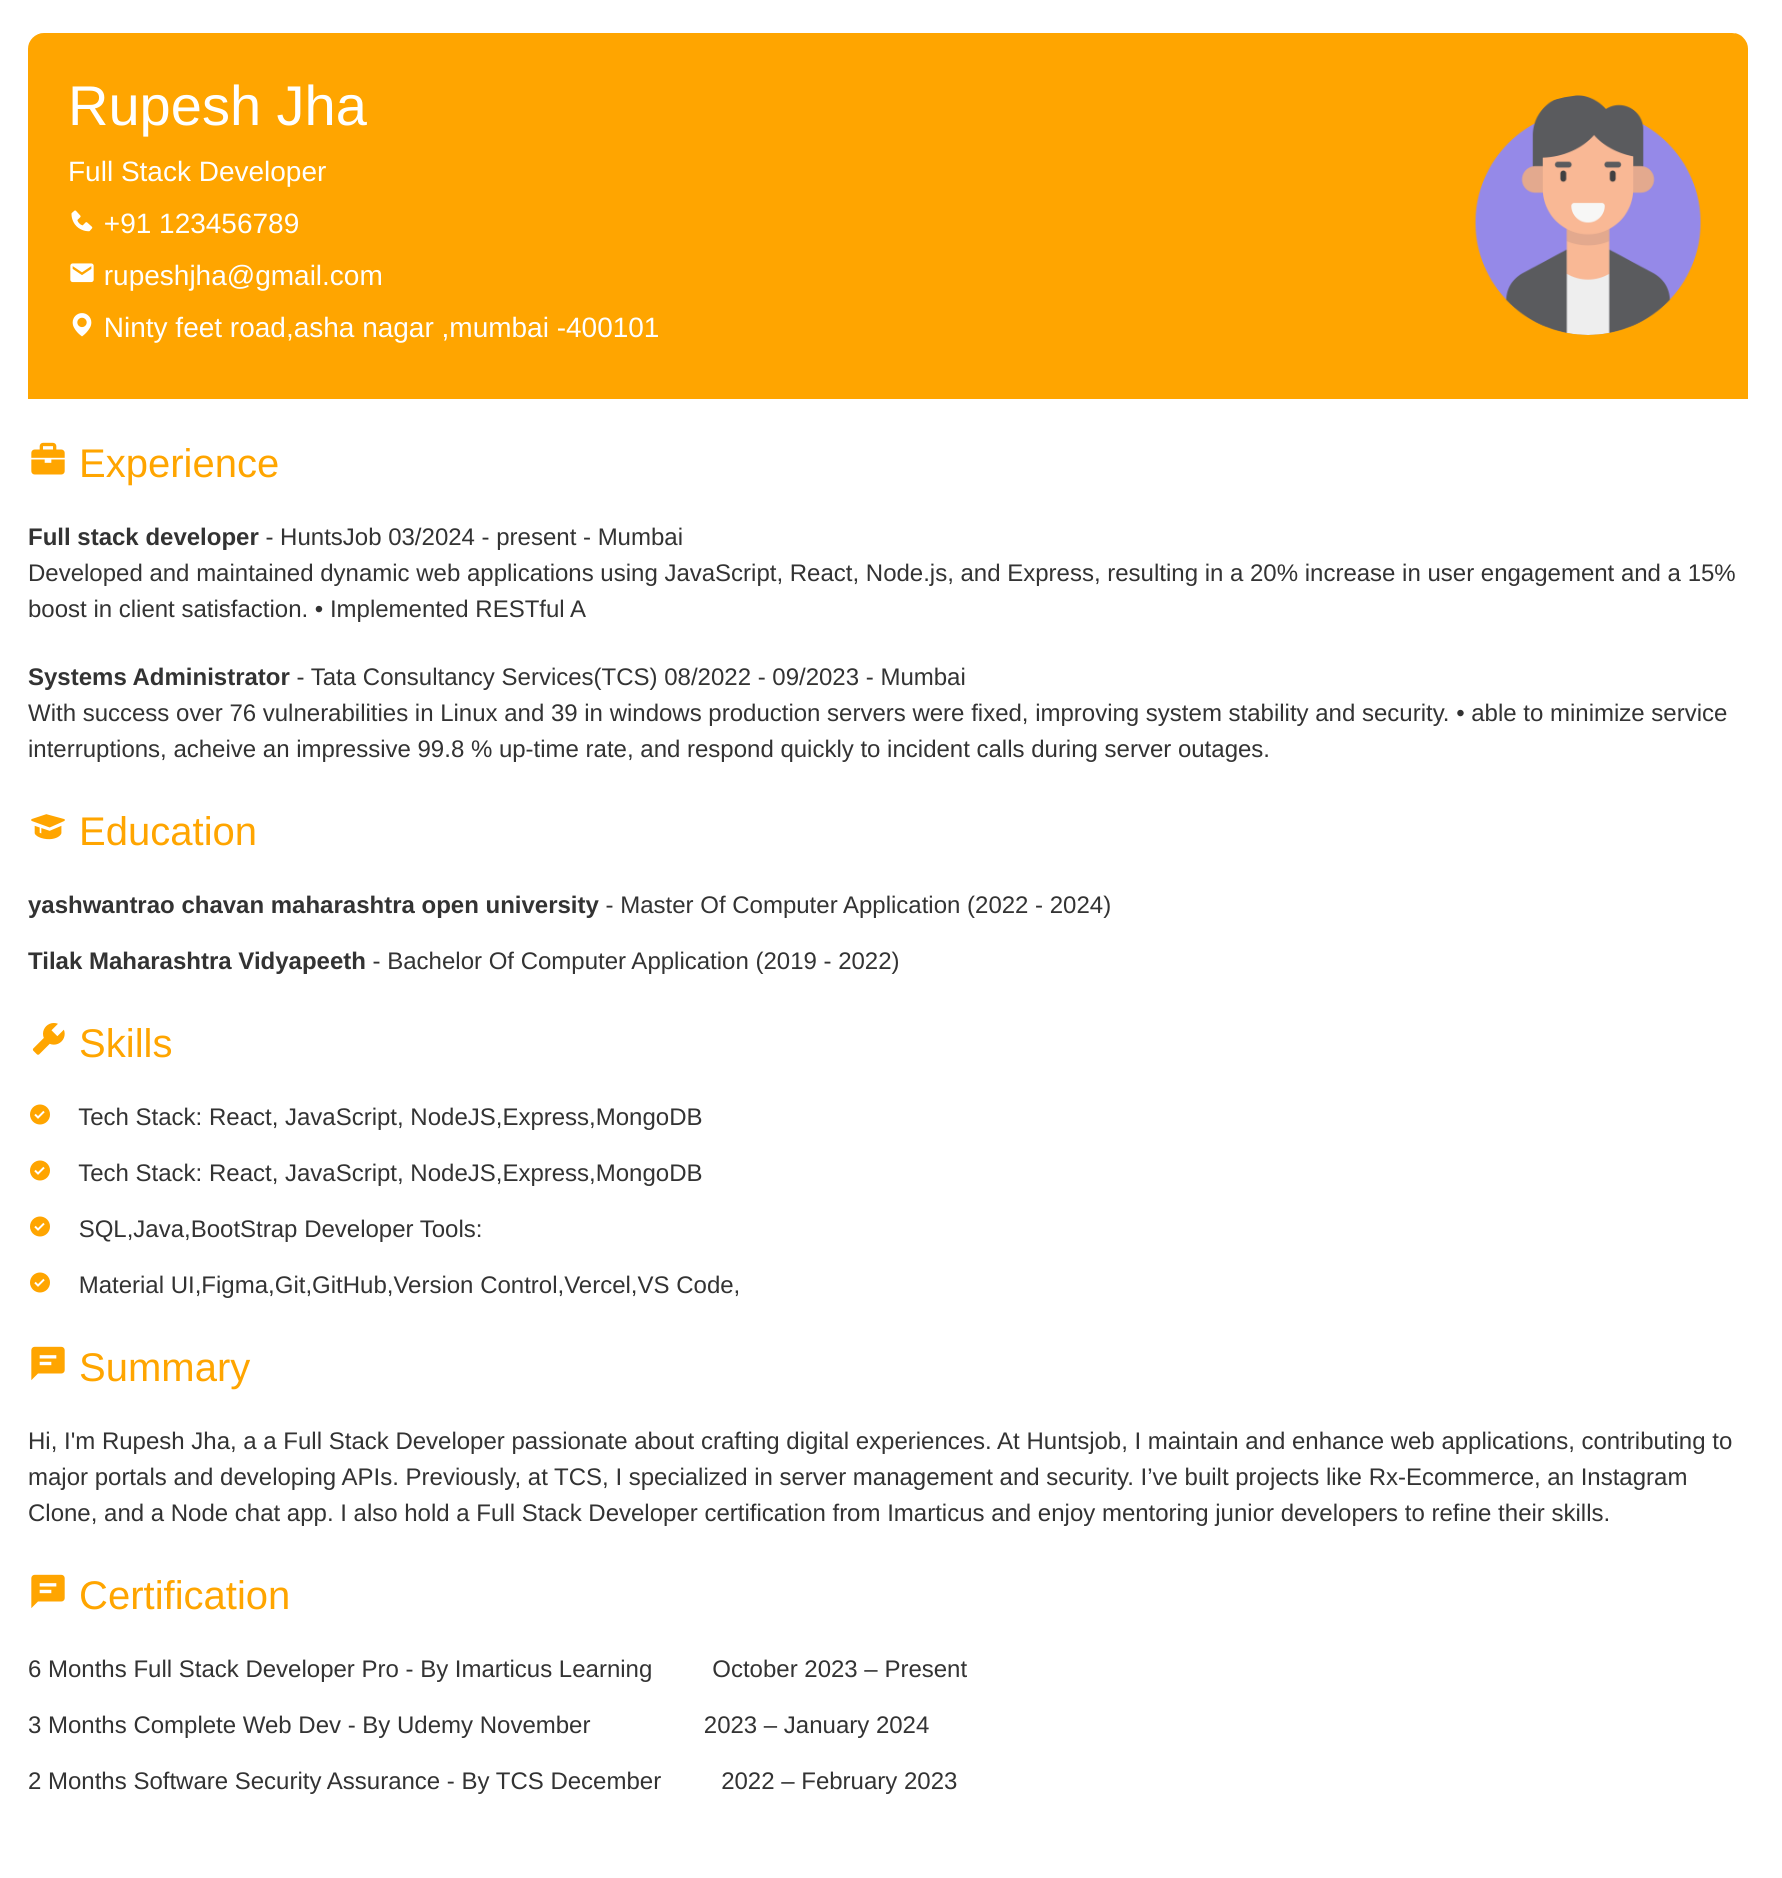 Rupesh Jha
Full Stack Developer
+91 123456789
rupeshjha@gmail.com
Ninty feet road,asha nagar ,mumbai -400101
Experience
Full stack developer - HuntsJob 03/2024 - present - Mumbai
Developed and maintained dynamic web applications using JavaScript, React, Node.js, and Express, resulting in a 20% increase in user engagement and a 15%
boost in client satisfaction. • Implemented RESTful A
Systems Administrator - Tata Consultancy Services(TCS) 08/2022 - 09/2023 - Mumbai
With success over 76 vulnerabilities in Linux and 39 in windows production servers were fixed, improving system stability and security. • able to minimize service
interruptions, acheive an impressive 99.8 % up-time rate, and respond quickly to incident calls during server outages.
Education
yashwantrao chavan maharashtra open university - Master Of Computer Application (2022 - 2024)
Tilak Maharashtra Vidyapeeth - Bachelor Of Computer Application (2019 - 2022)
Skills
Tech Stack: React, JavaScript, NodeJS,Express,MongoDB
Tech Stack: React, JavaScript, NodeJS,Express,MongoDB
SQL,Java,BootStrap Developer Tools:
Material UI,Figma,Git,GitHub,Version Control,Vercel,VS Code,
Summary
Hi, I'm Rupesh Jha, a a Full Stack Developer passionate about crafting digital experiences. At Huntsjob, I maintain and enhance web applications, contributing to
major portals and developing APIs. Previously, at TCS, I specialized in server management and security. I’ve built projects like Rx-Ecommerce, an Instagram
Clone, and a Node chat app. I also hold a Full Stack Developer certification from Imarticus and enjoy mentoring junior developers to refine their skills.
Certification
6 Months Full Stack Developer Pro - By Imarticus Learning October 2023 – Present
3 Months Complete Web Dev - By Udemy November 2023 – January 2024
2 Months Software Security Assurance - By TCS December 2022 – February 2023